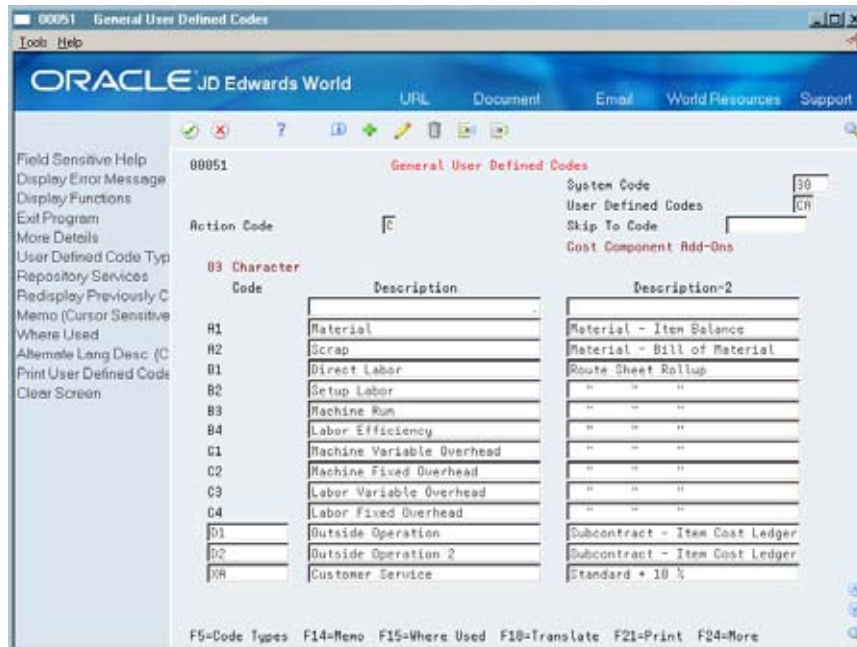 00051 General User Defined Codes
Tools Help
ORACLE JD Edwards World
URL Document Email World Resources Support
Field Sensitive Help
Display Error Message
Display Functions
Exit Program
More Details
User Defined Code Typ
Repository Services
Redisplay Previously C
Memo (Cursor Sensitive
Where Used
Alternate Lang Desc (C
Print User Defined Code
Clear Screen
00051 General User Defined Codes
System Code 30
User Defined Codes CA
Action Code C Skip To Code
Cost Component Add-Ons
03 Character
Code Description Description-2
.
A1 Material Material - Item Balance
A2 Scrap Material - Bill of Material
B1 Direct Labor Route Sheet Rollup
B2 Setup Labor " " "
B3 Machine Run " " "
B4 Labor Efficiency " " "
C1 Machine Variable Overhead " " "
C2 Machine Fixed Overhead " " "
C3 Labor Variable Overhead " " "
C4 Labor Fixed Overhead " " "
D1 Outside Operation Subcontract - Item Cost Ledger
D2 Outside Operation 2 Subcontract - Item Cost Ledger
XA Customer Service Standard + 10 %
F5=Code Types F14=Memo F15=Where Used F18=Translate F21=Print F24=More